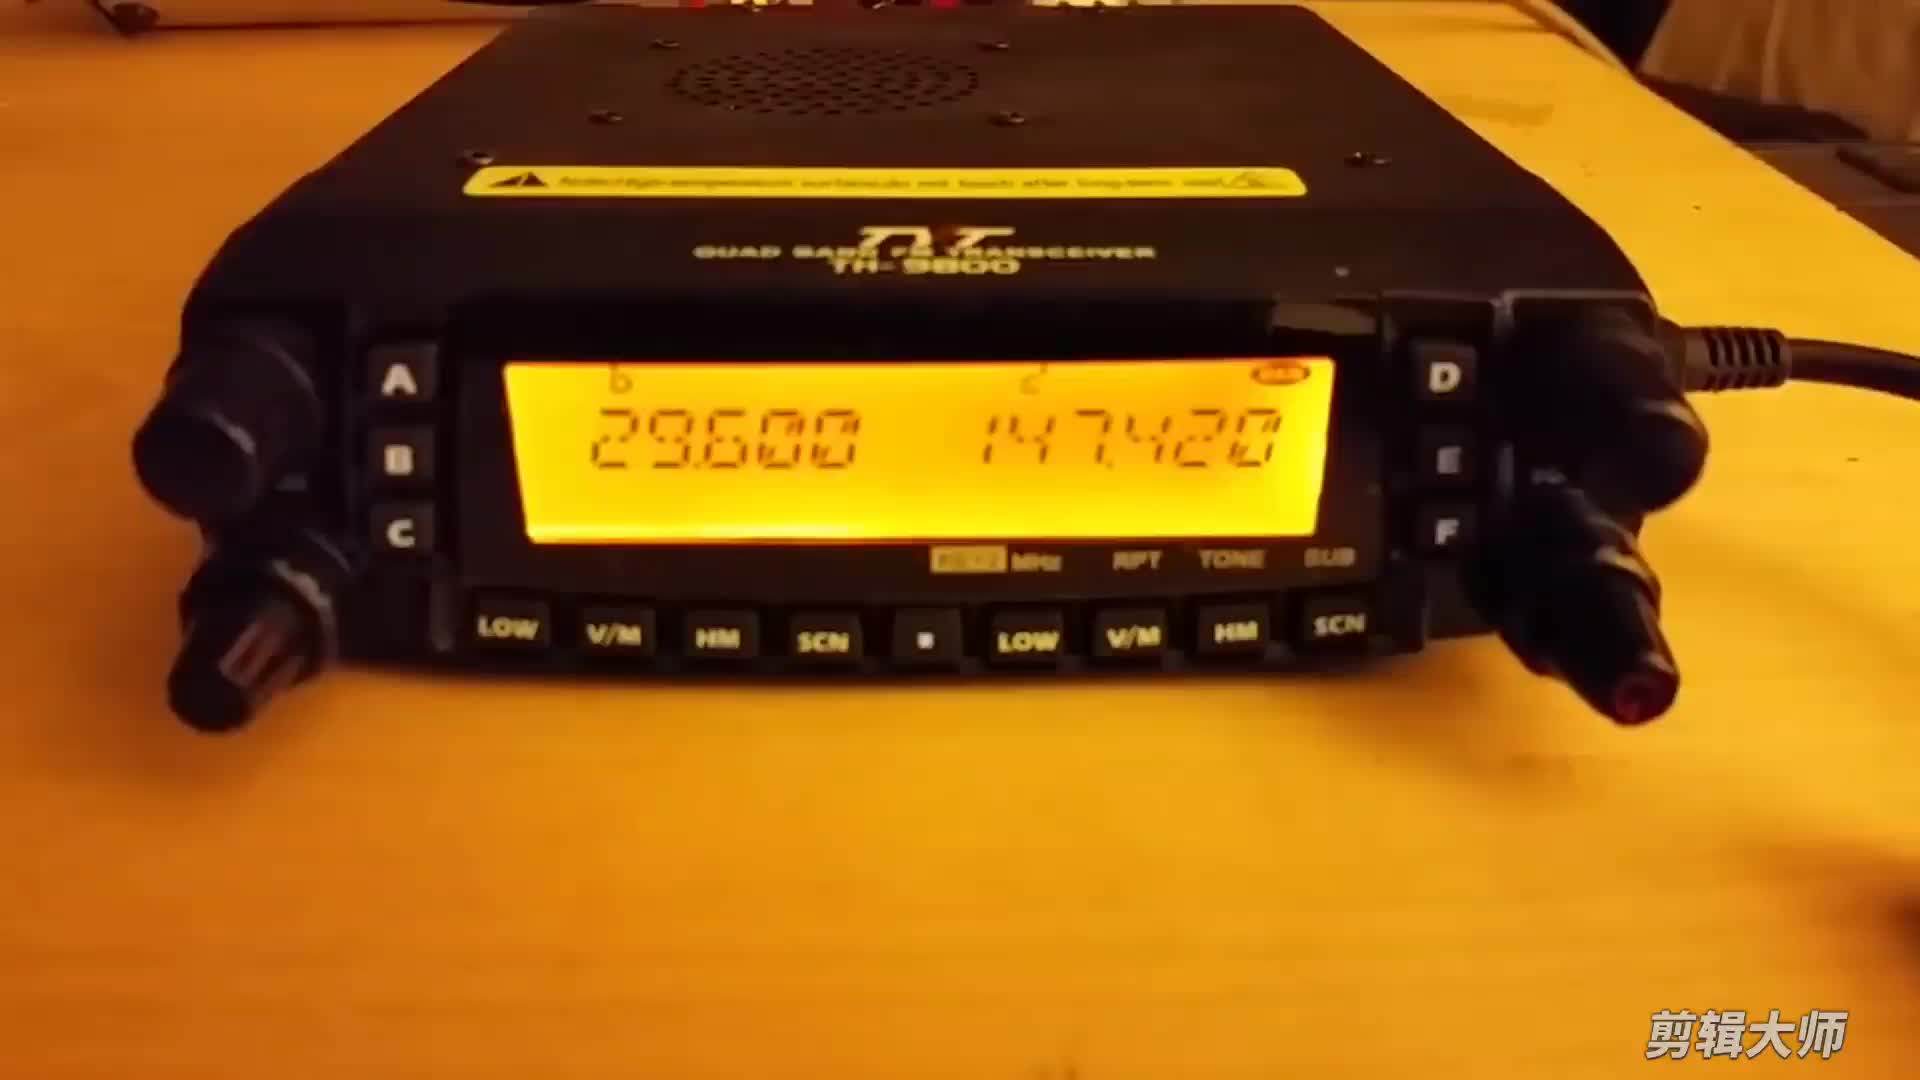 TYT
QUAD BAND FM TRANSCEIVER
TH-9800
A
B
C
D
E
F
b
c
29.600 147.420
MHz RPT TONE SUB
LOW V/M HM SCN LOW V/M HM SCN
剪辑大师